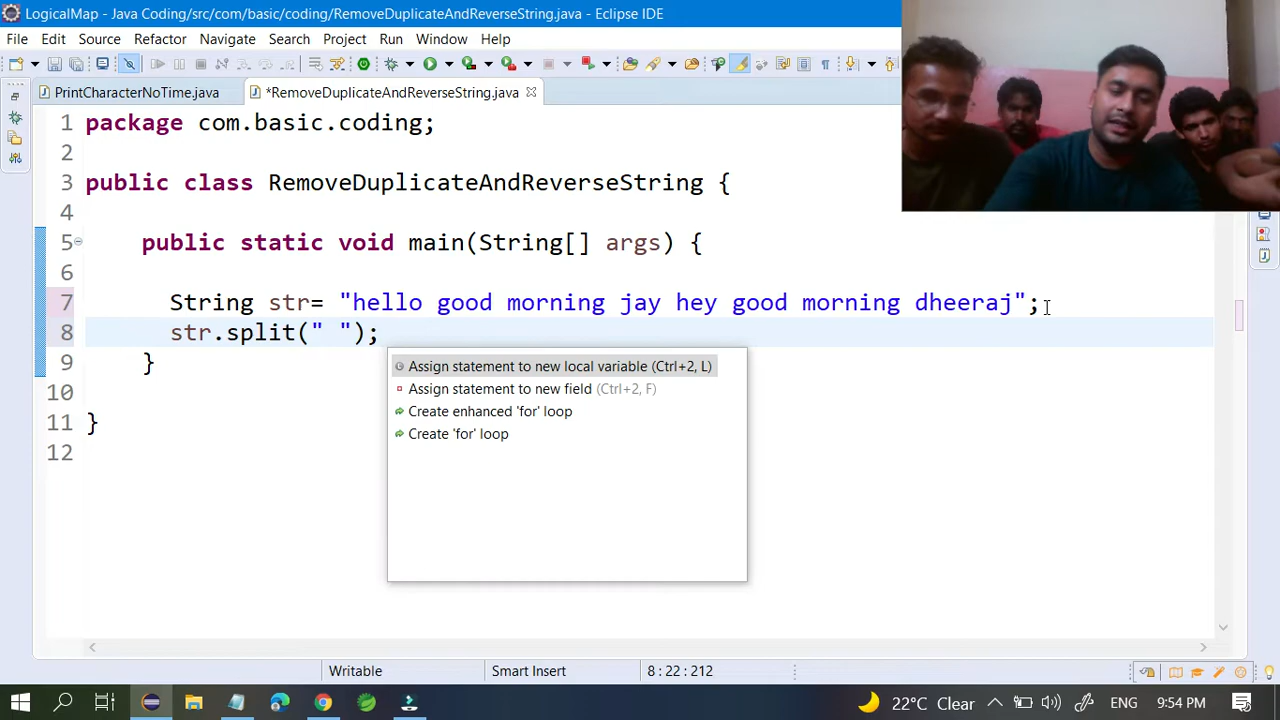 LogicalMap - Java Coding/src/com/basic/coding/RemoveDuplicateAndReverseString.java - Eclipse IDE
File Edit Source Refactor Navigate Search Project Run Window Help
PrintCharacterNoTime.java *RemoveDuplicateAndReverseString.java
1 package com.basic.coding;
2
3 public class RemoveDuplicateAndReverseString {
4
5 public static void main(String[] args) {
6
7 String str= "hello good morning jay hey good morning dheeraj";
8 str.split(" ");
9 }
10
11 }
12
Assign statement to new local variable (Ctrl+2, L)
Assign statement to new field (Ctrl+2, F)
Create enhanced 'for' loop
Create 'for' loop
Writable Smart Insert 8 : 22 : 212
22°C Clear ENG 9:54 PM